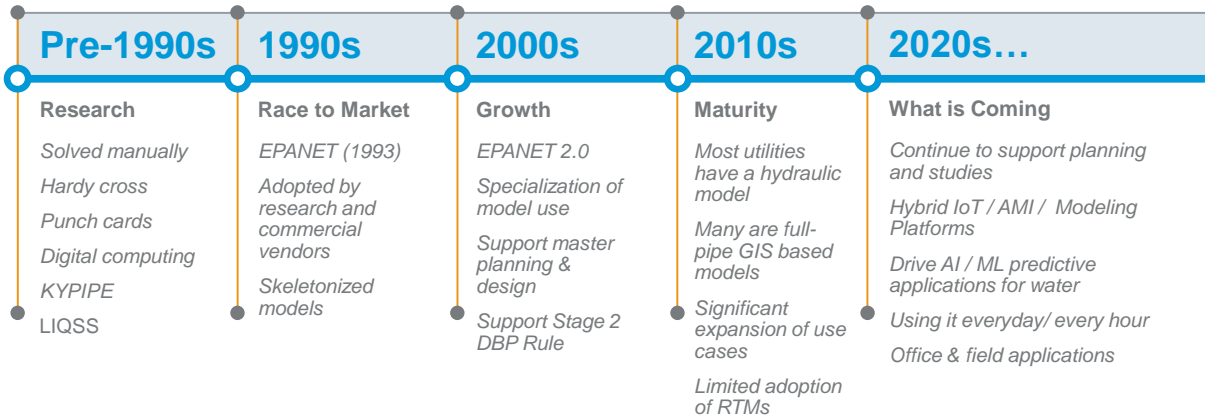 Pre-1990s
1990s
2000s
2010s
2020s…
Research
Solved manually
Hardy cross
Punch cards
Digital computing
KYPIPE
LIQSS
Race to Market
EPANET (1993)
Adopted by
research and
commercial
vendors
Skeletonized
models
Growth
EPANET 2.0
Specialization of
model use
Support master
planning &
design
Support Stage 2
DBP Rule
Maturity
Most utilities
have a hydraulic
model
Many are full-
pipe GIS based
models
Significant
expansion of use
cases
Limited adoption
of RTMs
What is Coming
Continue to support planning
and studies
Hybrid IoT / AMI /  Modeling
Platforms
Drive AI / ML predictive
applications for water
Using it everyday/ every hour
Office & field applications